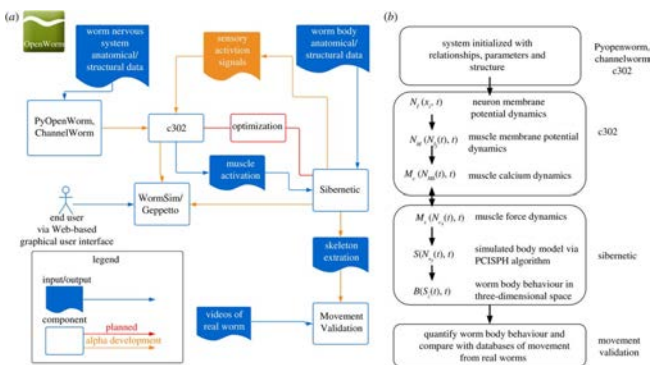 (a)
OpenWorm
worm nervous
system
anatomical/
structural data
sensory
activtion
signals
worm body
anatomical/
structural data
PyOpenWorm,
ChannelWorm
c302
optimization
muscle
activation
Sibernetic
WormSim/
Geppetto
end user
via Web-based
graphical user interface
skeleton
extration
legend
input/output
component
planned
alpha development
videos of
real worm
Movement
Validation
(b)
system initialized with
relationships, parameters and
structure
Pyopenworm,
channelworm
c302
neuron membrane
potential dynamics
muscle membrane potential
dynamics
muscle calcium dynamics
c302
muscle force dynamics
simulated body model via
PCISPH algorithm
worm body behaviour in
three-dimensional space
sibernetic
quantify worm body behaviour and
compare with databases of movement
from real worms
movement
validation